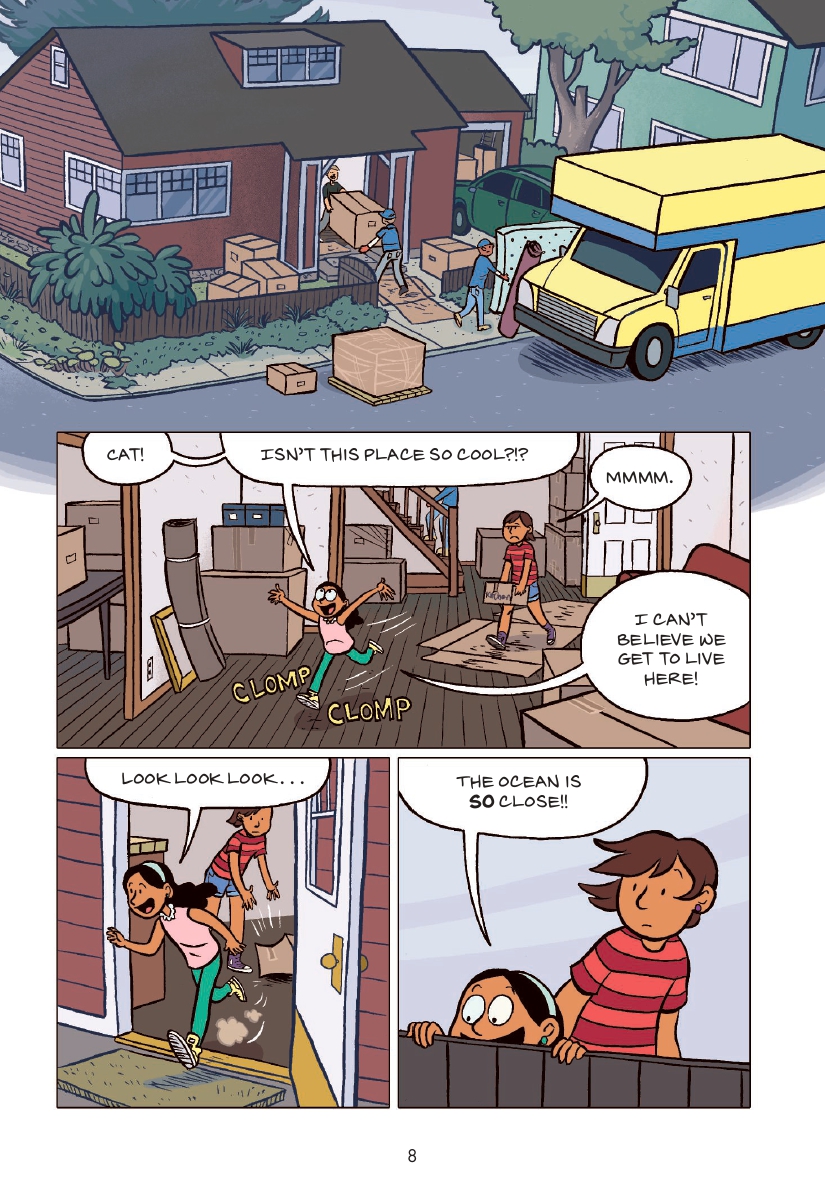 CAT!
ISN'T THIS PLACE SO COOL?!?
MMMM.
KITCHEN
I CAN'T
BELIEVE WE
GET TO LIVE
HERE!
CLOMP
CLOMP
LOOK LOOK LOOK...
THE OCEAN IS
SO CLOSE!!
8